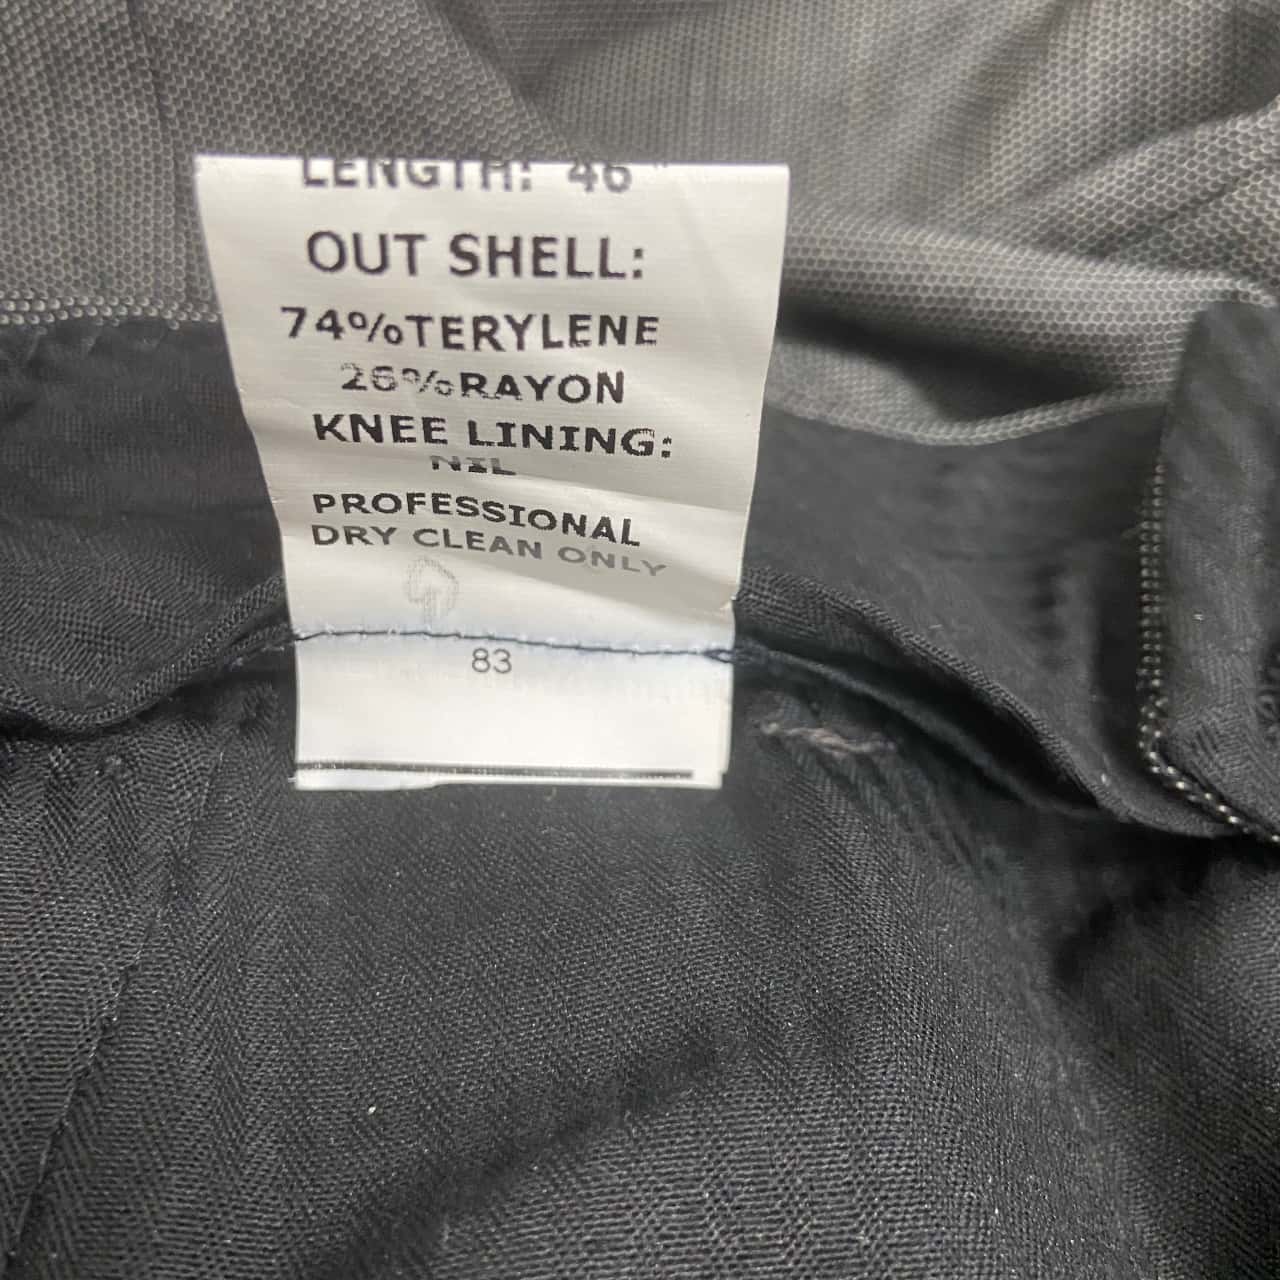 LENGTH: 46"
OUT SHELL:
74%TERYLENE
26%RAYON
KNEE LINING:
NIL
PROFESSIONAL
DRY CLEAN ONLY
83